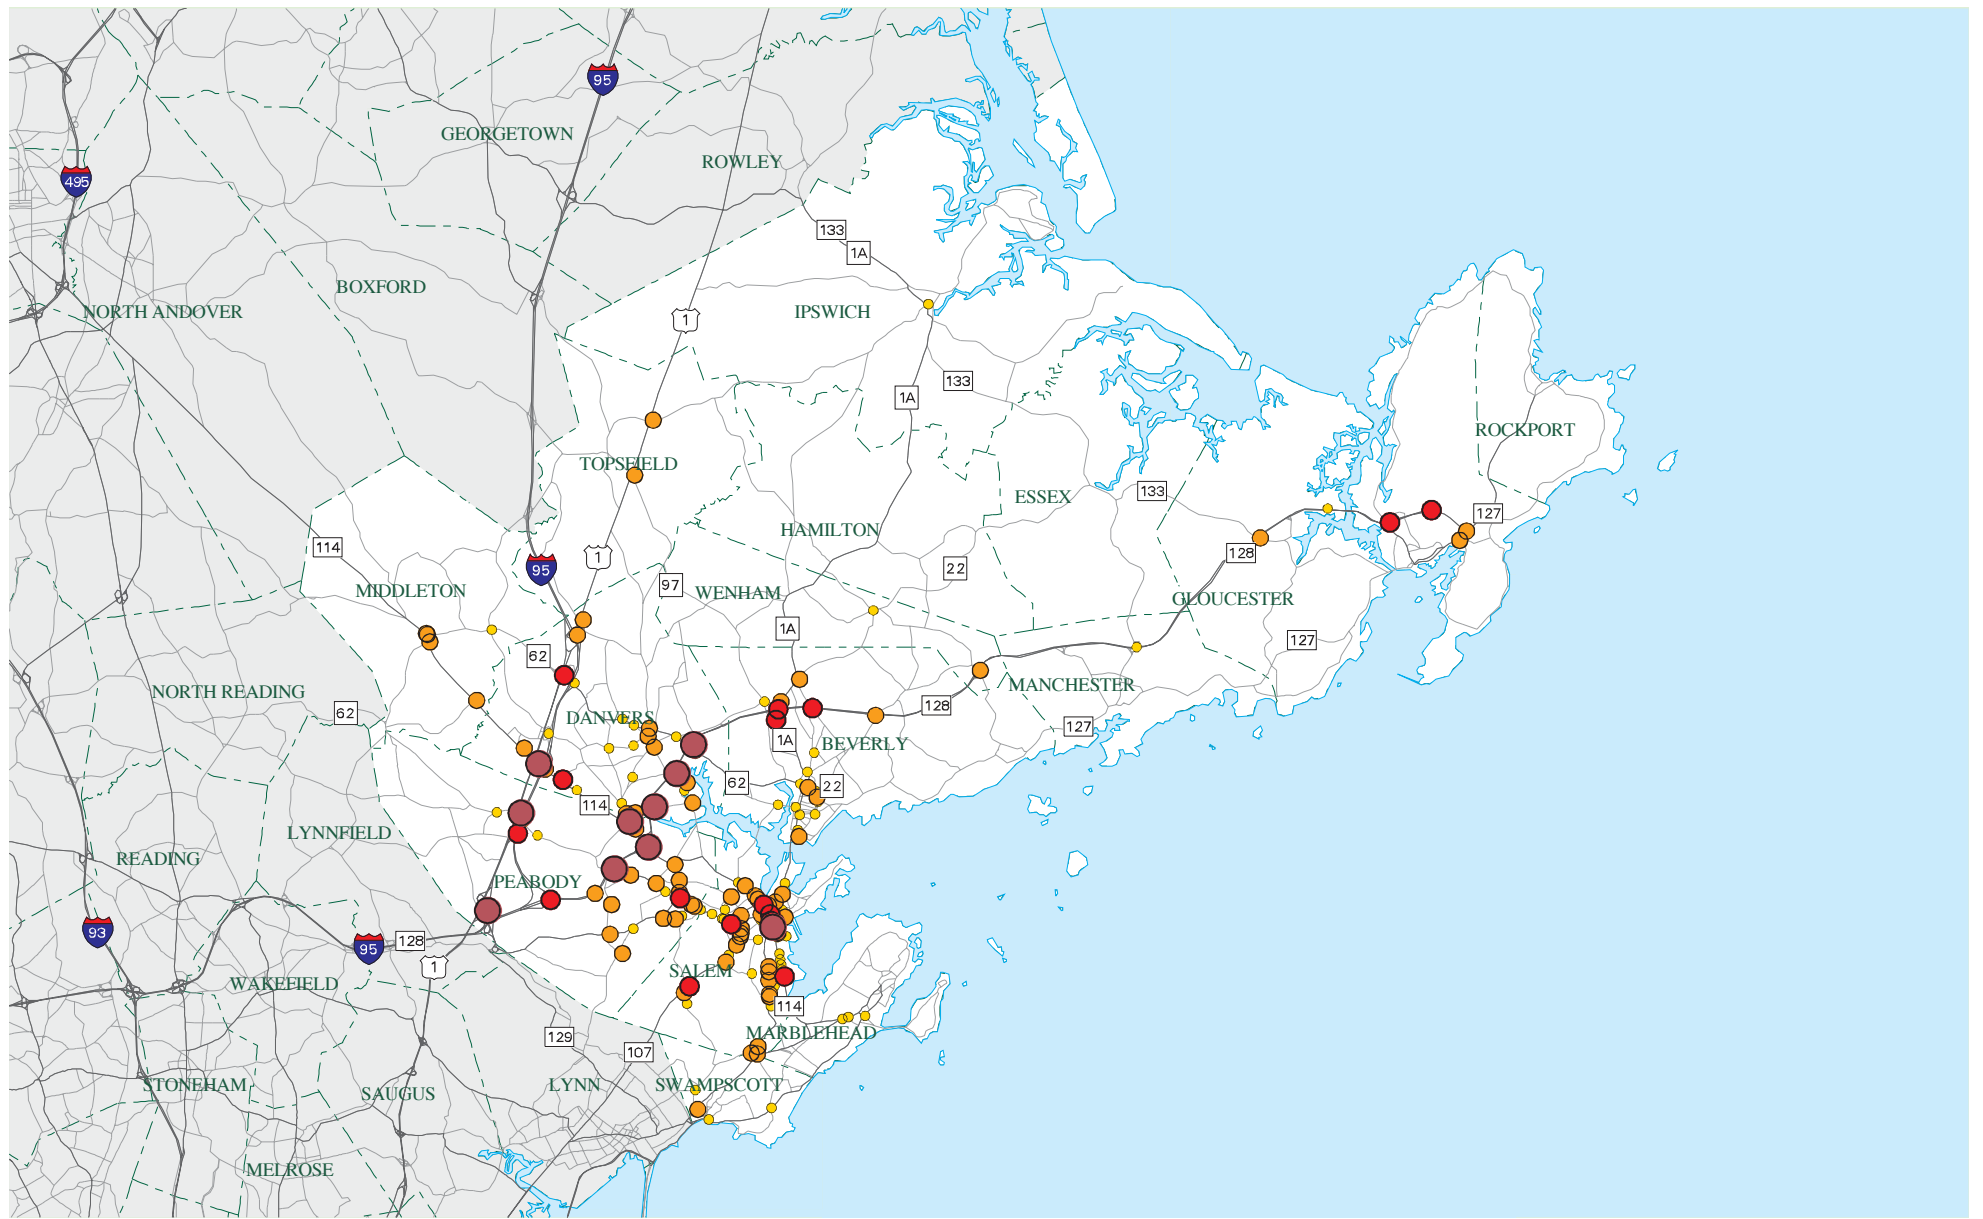 95
GEORGETOWN
ROWLEY
495
133
1A
BOXFORD
NORTH ANDOVER
IPSWICH
1
133
1A
ROCKPORT
TOPSFIELD
133
ESSEX
127
HAMILTON
114
128
1
95
22
97
MIDDLETON
WENHAM
GLOUCESTER
1A
127
62
NORTH READING
MANCHESTER
128
62
DANVERS
127
1A
BEVERLY
62
22
114
LYNNFIELD
READING
PEABODY
93
128
95
1
SALEM
WAKEFIELD
114
MARBLEHEAD
129
107
STONEHAM
LYNN
SWAMPSCOTT
SAUGUS
MELROSE